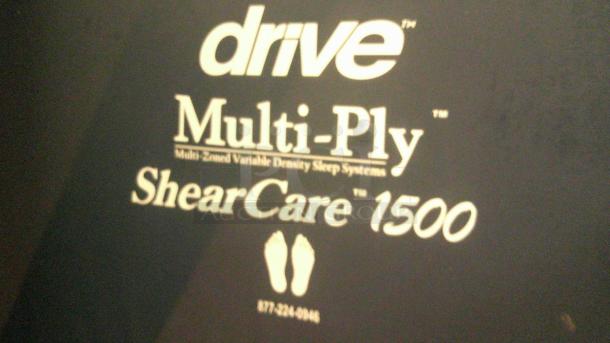 drive™
Multi-Ply™
Multi-Zoned Variable Density Sleep Systems
ShearCare™ 1500
877-224-0946